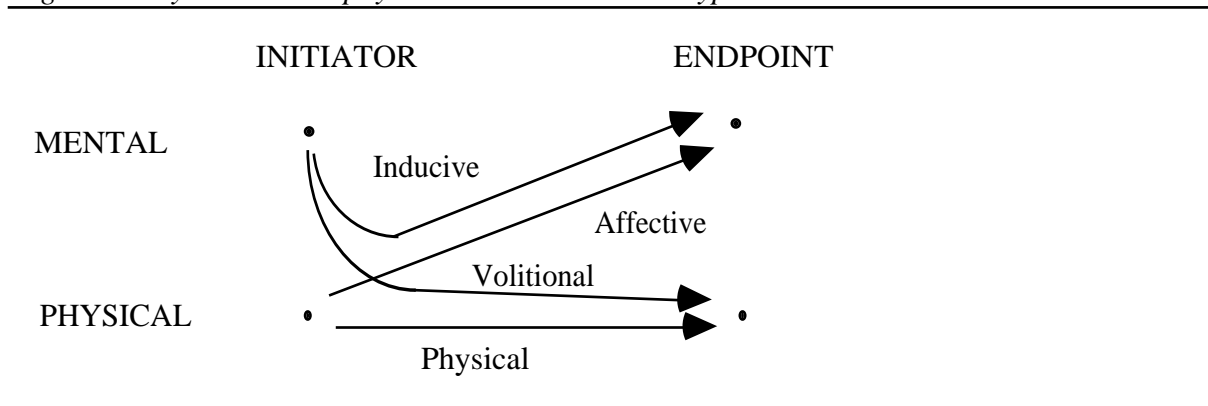 INITIATOR ENDPOINT
MENTAL
Inducive
Affective
Volitional
PHYSICAL
Physical